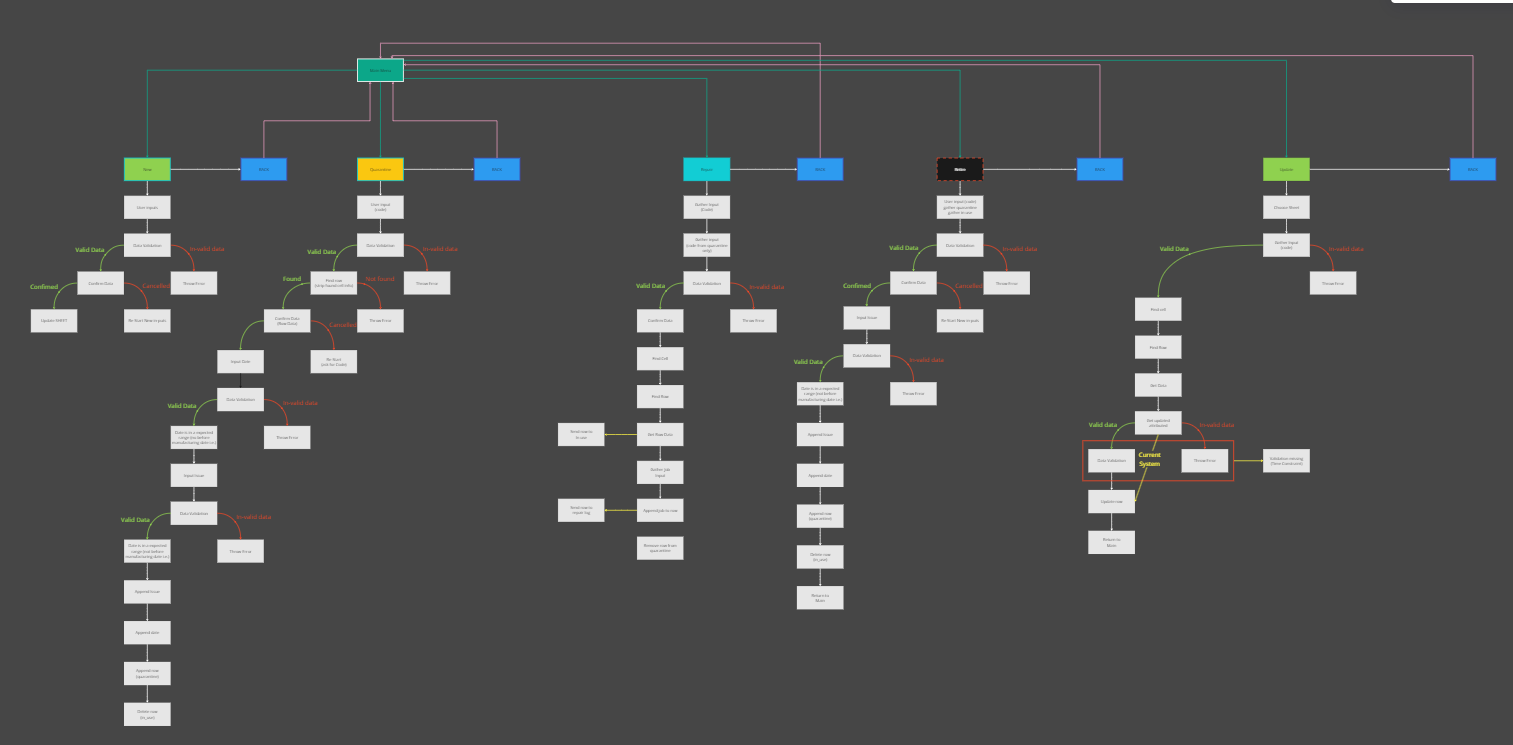 Main Menu
New
BACK
Quarantine
BACK
Repair
BACK
Retire
BACK
Update
BACK
User inputs
User input
(code)
Gather Input
(Code)
User input (code)
gather quarantine
gather in use
Choose Sheet
Valid Data
Data Validation
In-valid data
Valid Data
Data Validation
In-valid data
Gather Input
(code from quarantine
only)
Valid Data
Data Validation
In-valid data
Valid Data
Gather Input
(code)
In-valid data
Confimed
Confirm Data
Cancelled
Throw Error
Found
Find row
Not found
Throw Error
Valid Data
Data Validation
In-valid data
Confimed
Confirm Data
Cancelled
Throw Error
Throw Error
Update SHEET
Re-Start New inputs
Confirm Data
(Row Data)
Cancelled
Throw Error
Confirm Data
Throw Error
Input Issue
Re-Start New inputs
Find cell
Input Date
Re-Start
(ask for Code)
Find Cell
Valid Data
Data Validation
In-valid data
Find Row
Valid Data
Data Validation
In-valid data
Find Row
Date is in a expected
range (not before
manufacturing date i.e.)
Throw Error
Get Data
Date is in a expected
range (not before
manufacturing date i.e.)
Throw Error
Send row to
in use
Get Row Data
Append Issue
Valid data
Get updated
In-valid data
Input Issue
Gather job
input
Append date
Data Validation
Current
System
Throw Error
Validation missing
(Time Constraint)
Valid Data
Data Validation
In-valid data
Send row to
repair log
Append job to row
Append row
(quarantine)
Update row
Date is in a expected
range (not before
manufacturing date i.e.)
Throw Error
Remove row from
quarantine
Delete row
(in_use)
Return to
Main
Append Issue
Return to
Main
Append date
Append row
(quarantine)
Delete row
(in_use)